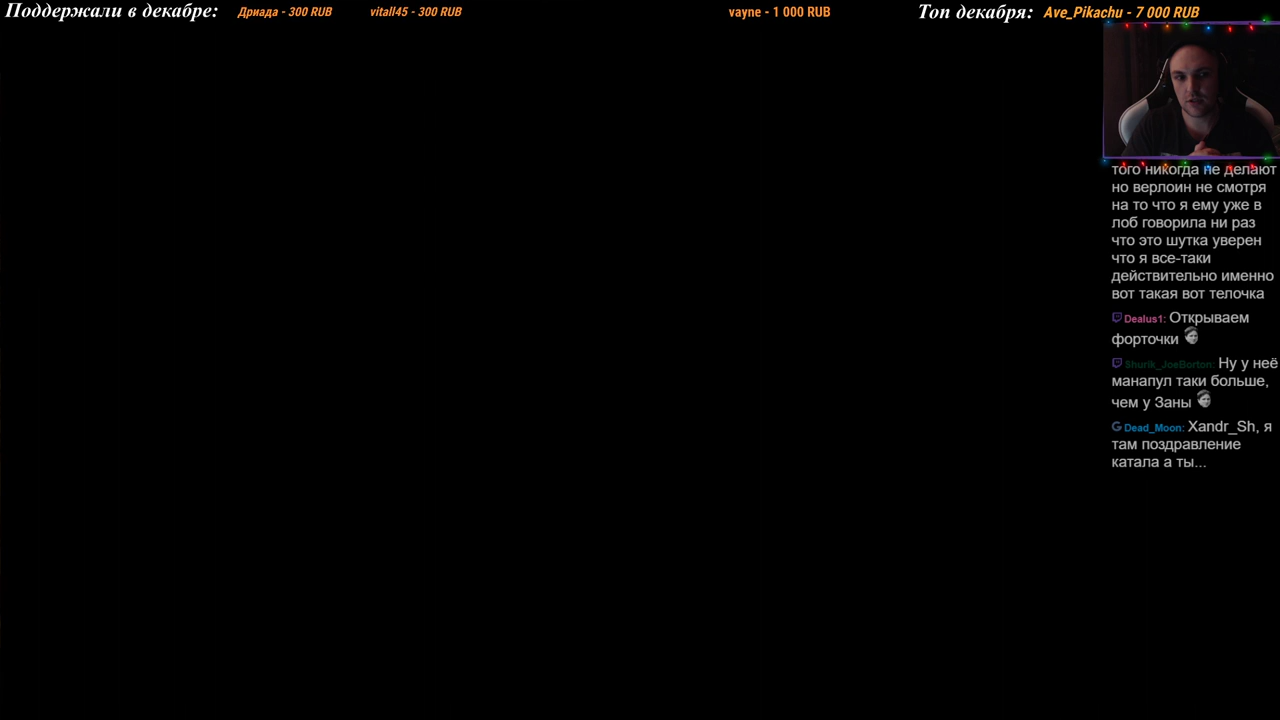 Поддержали в декабре: Дриада - 300 RUB vitall45 - 300 RUB vayne - 1 000 RUB Топ декабря: Ave_Pikachu - 7 000 RUB
того никогда не делают
но верлоин не смотря
на то что я ему уже в
лоб говорила ни раз
что это шутка уверен
что я все-таки
действительно именно
вот такая вот телочка
Dealus1: Открываем
форточки
Shurik_JoeBorton: Ну у неё
манапул таки больше,
чем у Заны
Dead_Moon: Xandr_Sh, я
там поздравление
катала а ты...